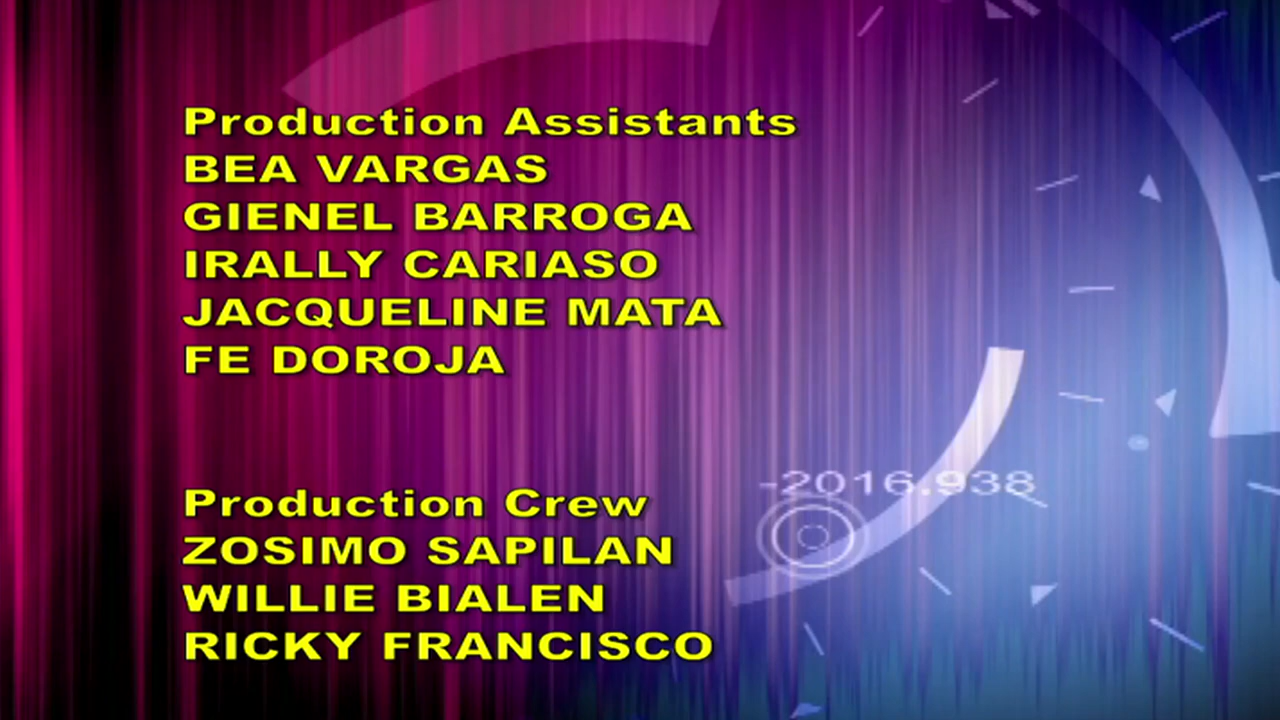 Production Assistants
BEA VARGAS
GIENEL BARROGA
IRALLY CARIASO
JACQUELINE MATA
FE DOROJA
-2016.938
Production Crew
ZOSIMO SAPILAN
WILLIE BIALEN
RICKY FRANCISCO